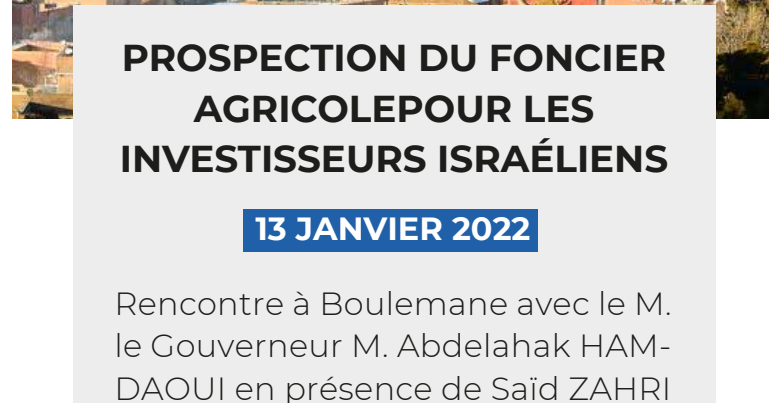 PROSPECTION DU FONCIER
AGRICOLEPOUR LES
INVESTISSEURS ISRAÉLIENS
13 JANVIER 2022
Rencontre à Boulemane avec le M.
le Gouverneur M. Abdelahak HAM-
DAOUI en présence de Saïd ZAHRI